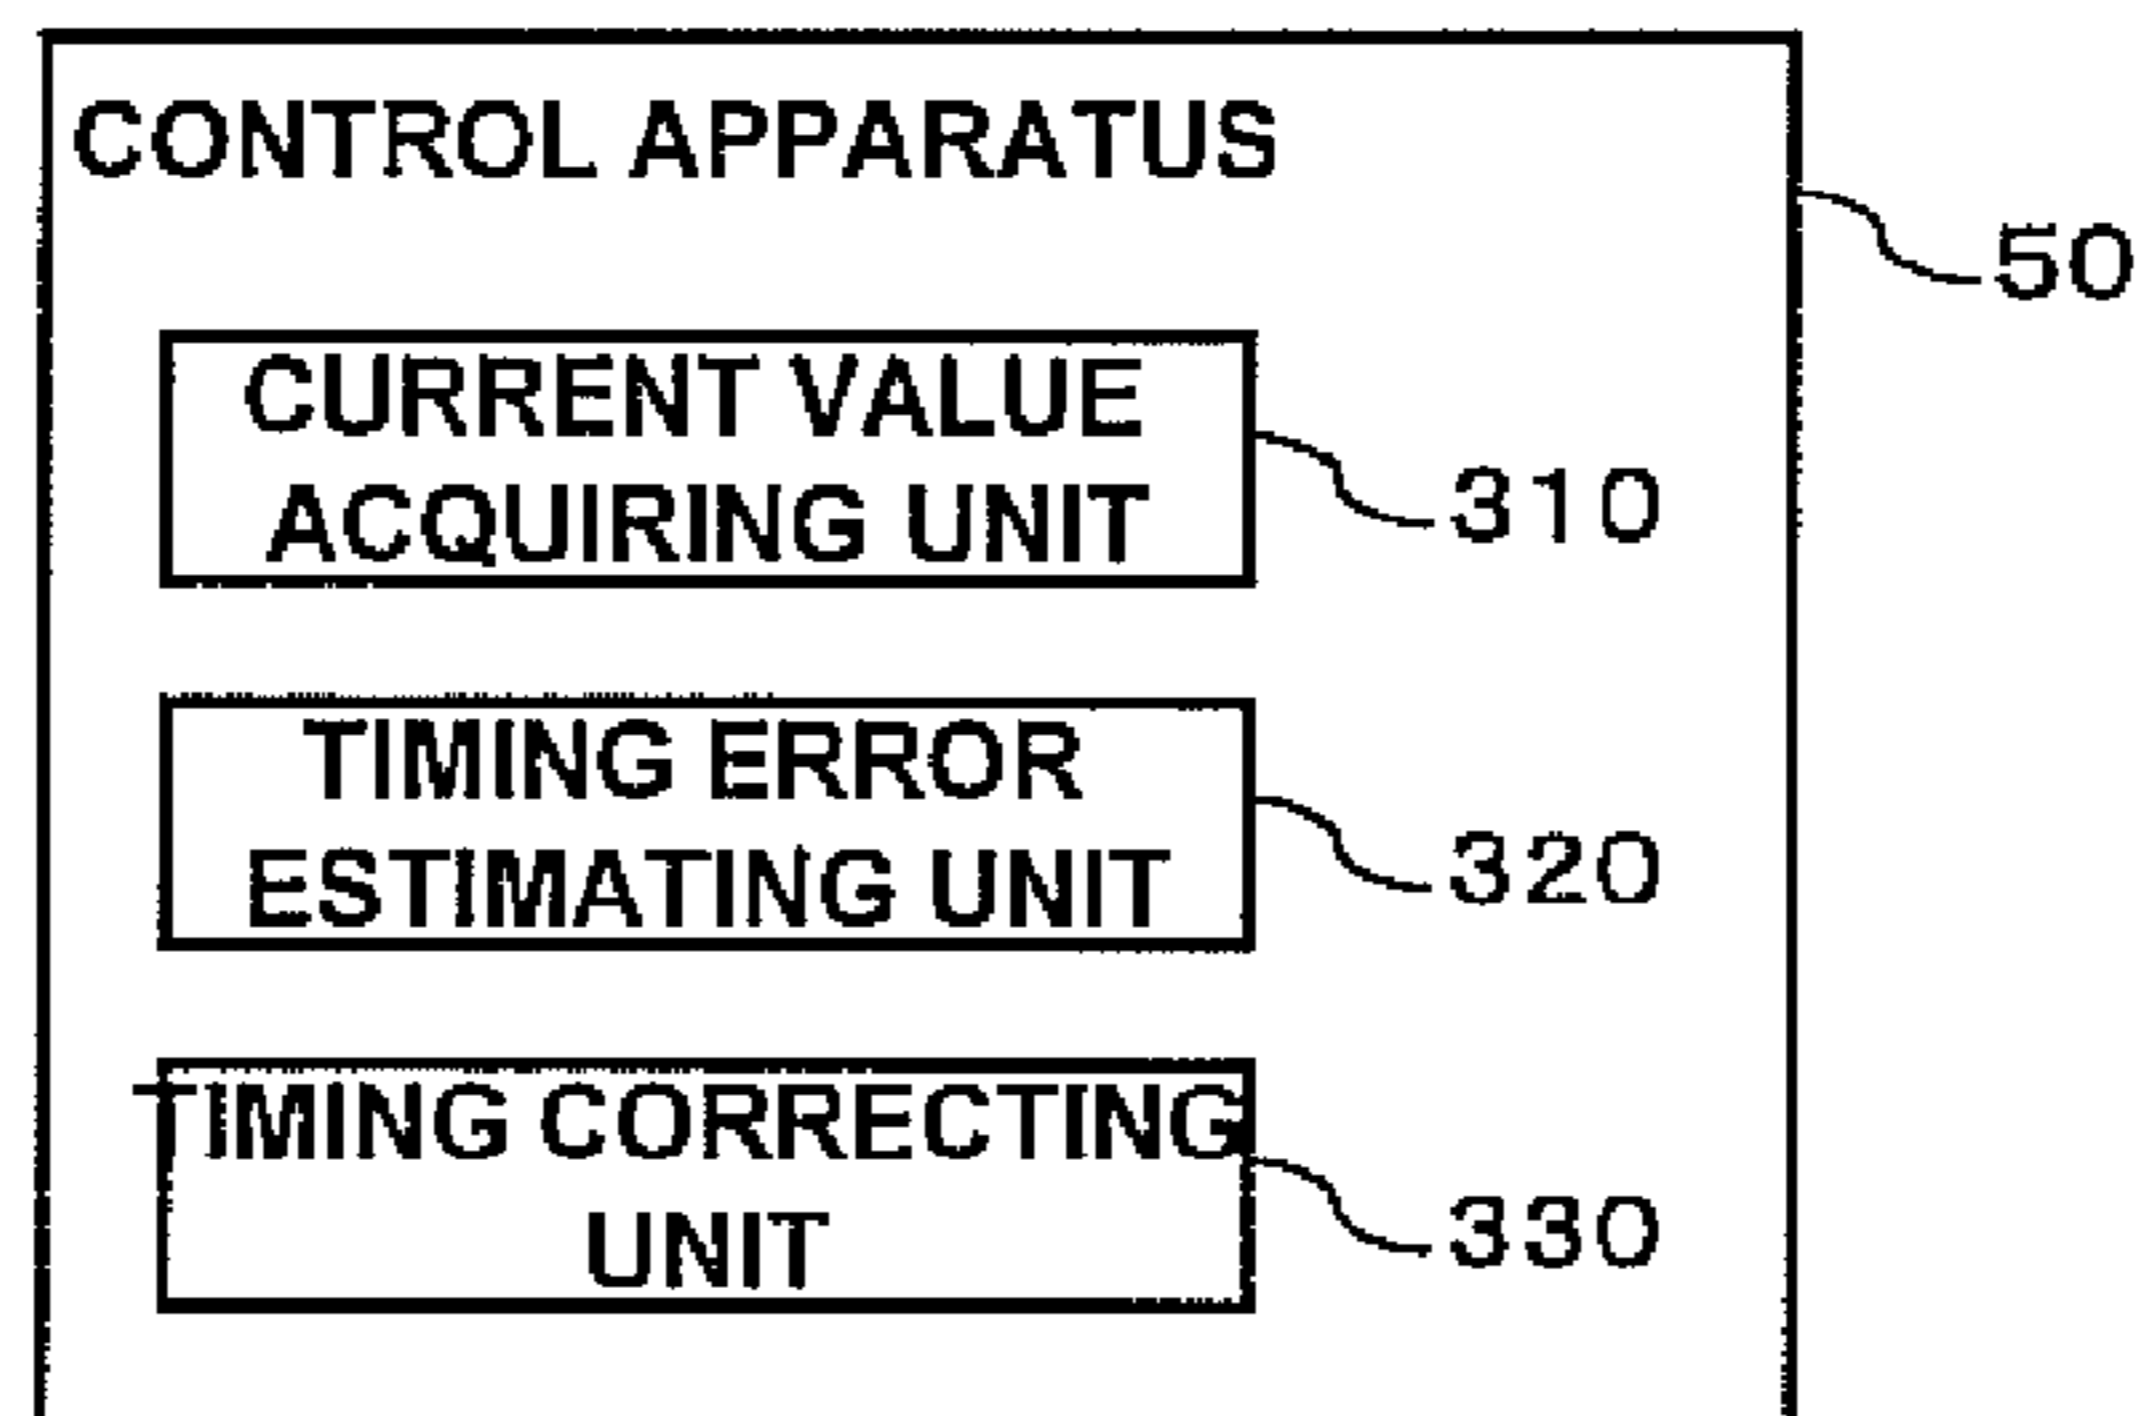 CONTROL APPARATUS
50
CURRENT VALUE
ACQUIRING UNIT
310
TIMING ERROR
ESTIMATING UNIT
320
TIMING CORRECTING
UNIT
330